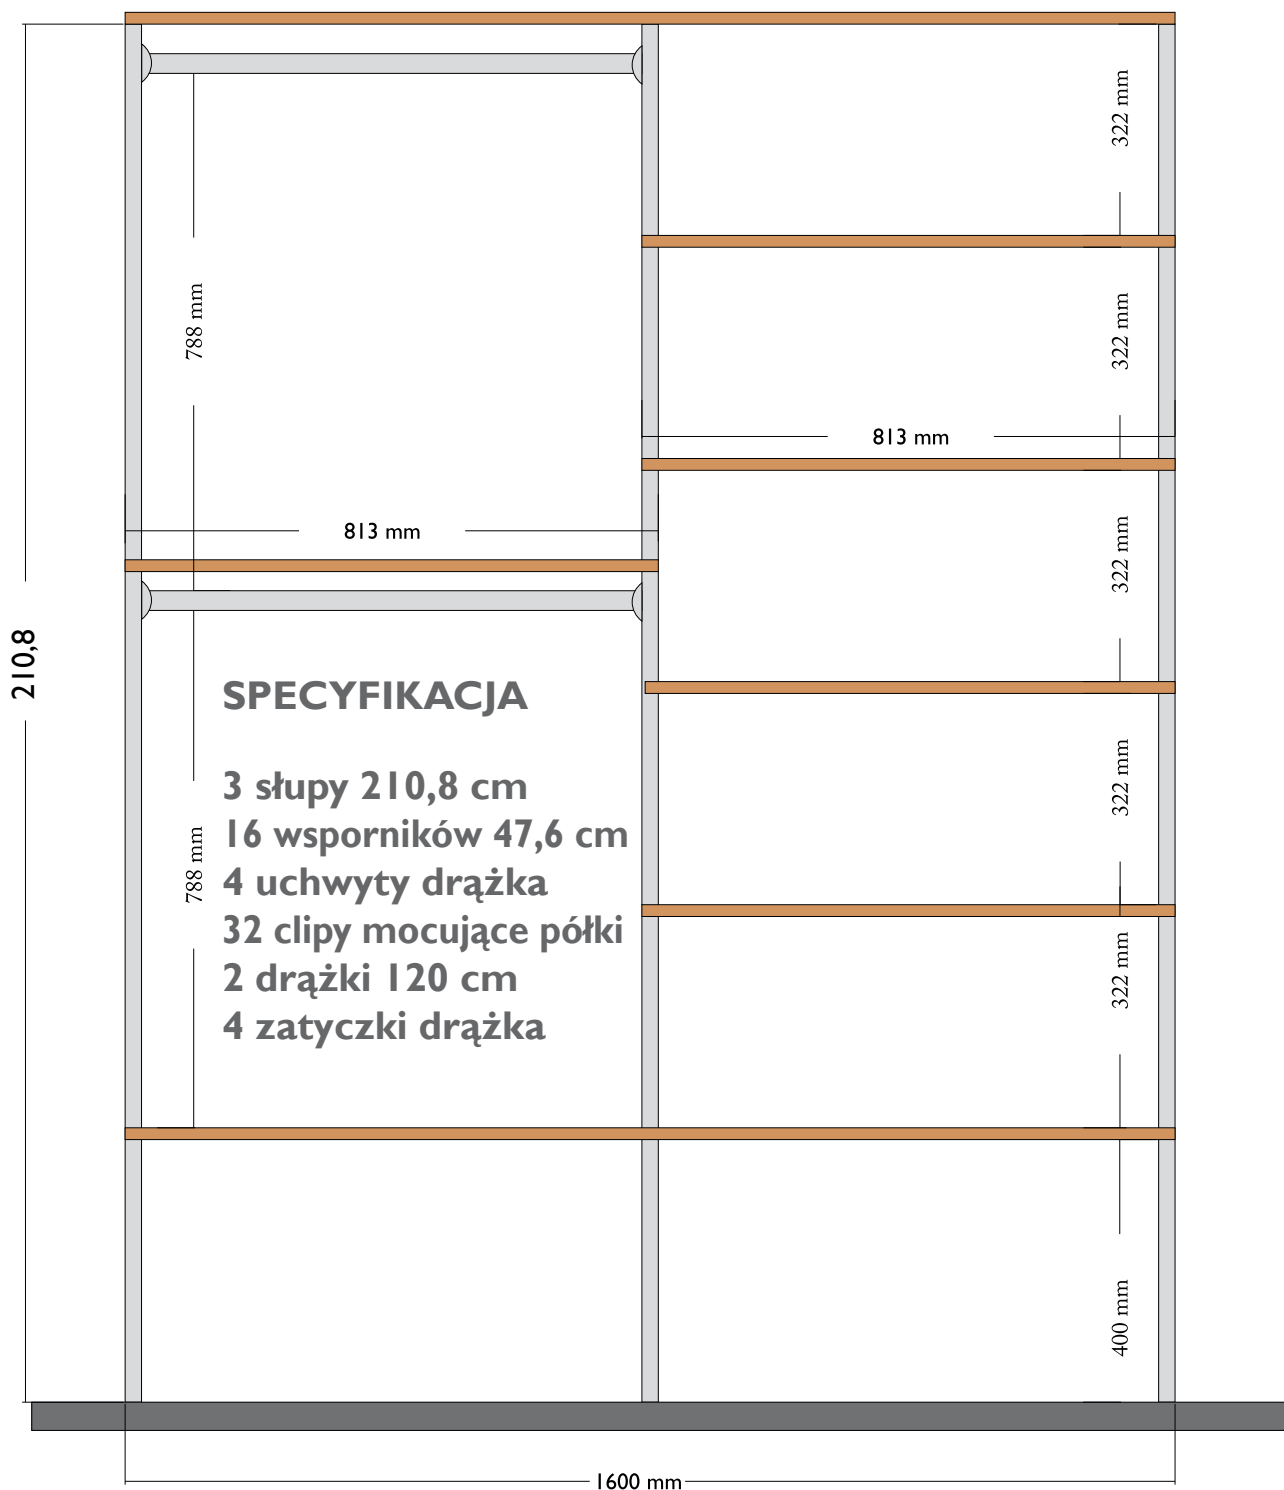 322 mm
788 mm
322 mm
813 mm
813 mm
322 mm
210,8
SPECYFIKACJA
3 słupy 210,8 cm
16 wsporników 47,6 cm
4 uchwyty drążka
32 clipy mocujące półki
2 drążki 120 cm
4 zatyczki drążka
788 mm
322 mm
322 mm
400 mm
1600 mm